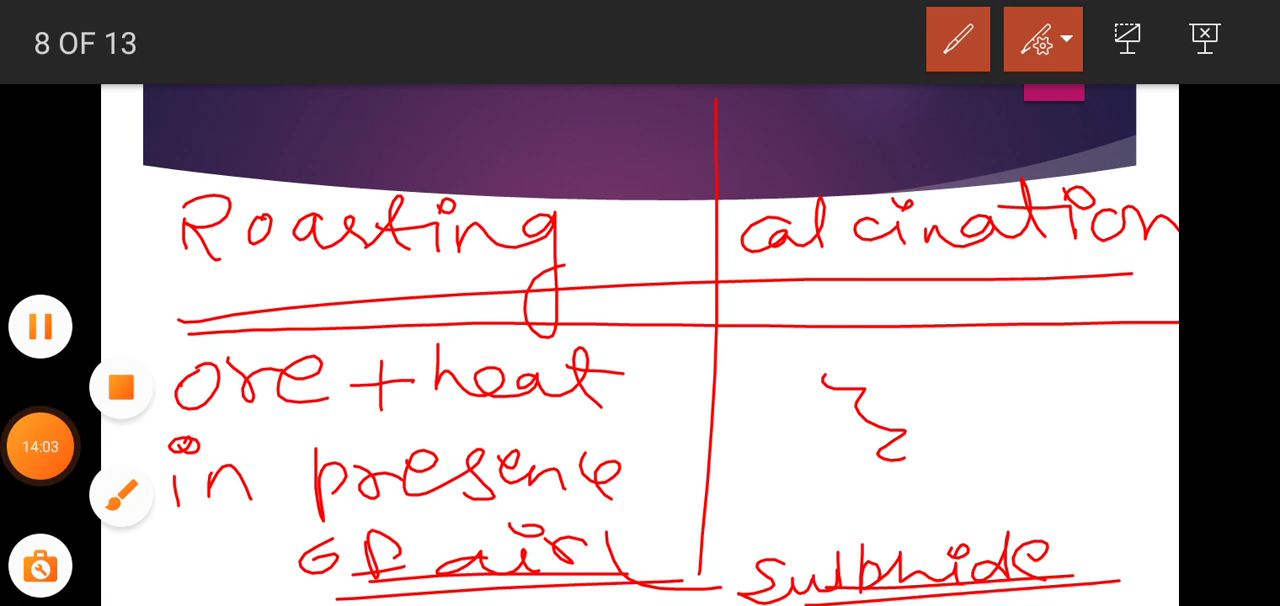 8 OF 13
Roasting calcination
ore + heat
in presence
of air
sulphide
14:03